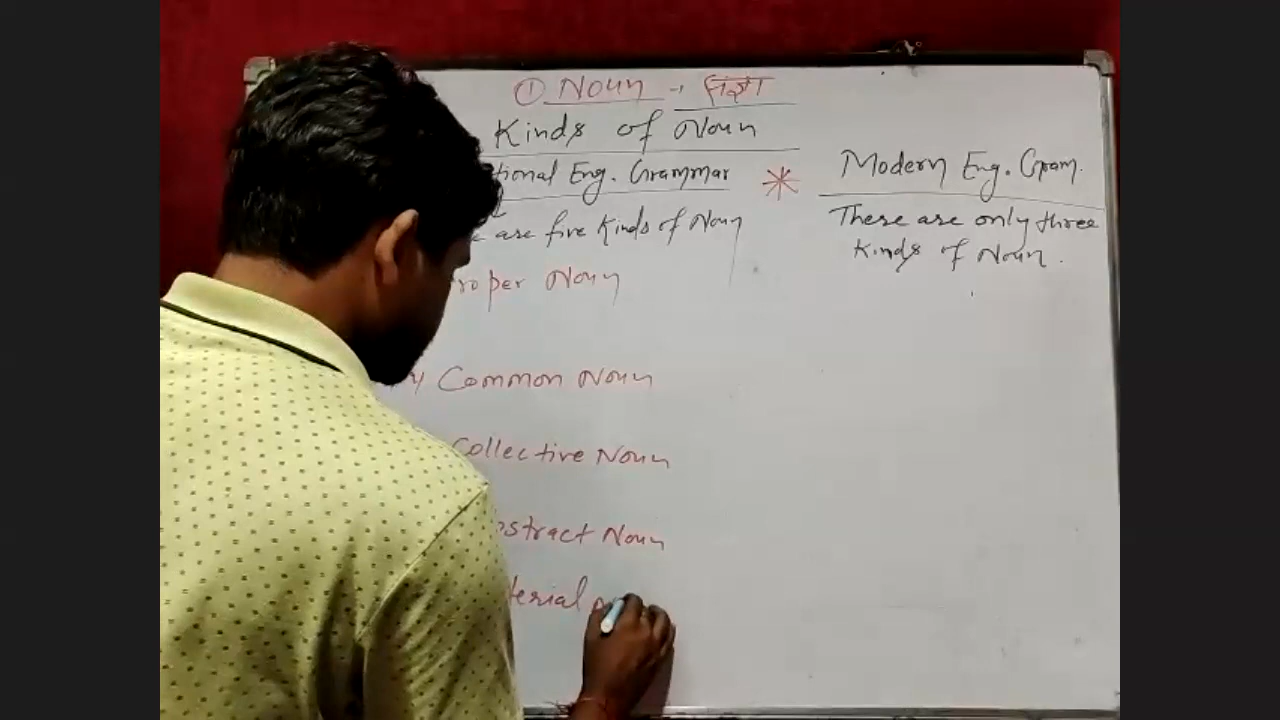 ① Noun → संज्ञा
Kinds of Noun
tional Eng. Grammar
Modern Eng. Gram.
e are five Kinds of Noun
There are only three
Kinds of Noun.
roper Noun
Common Noun
Collective Noun
bstract Noun
terial